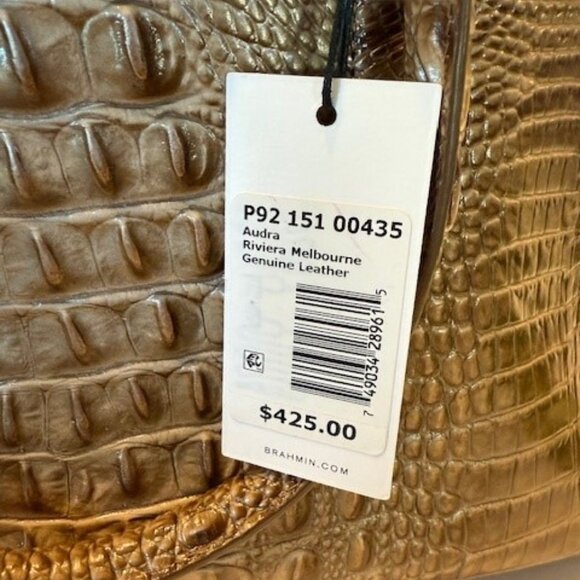 P92 151 00435
Audra
Riviera Melbourne
Genuine Leather
7 49034 28961 5
$425.00
BRAHMIN.COM